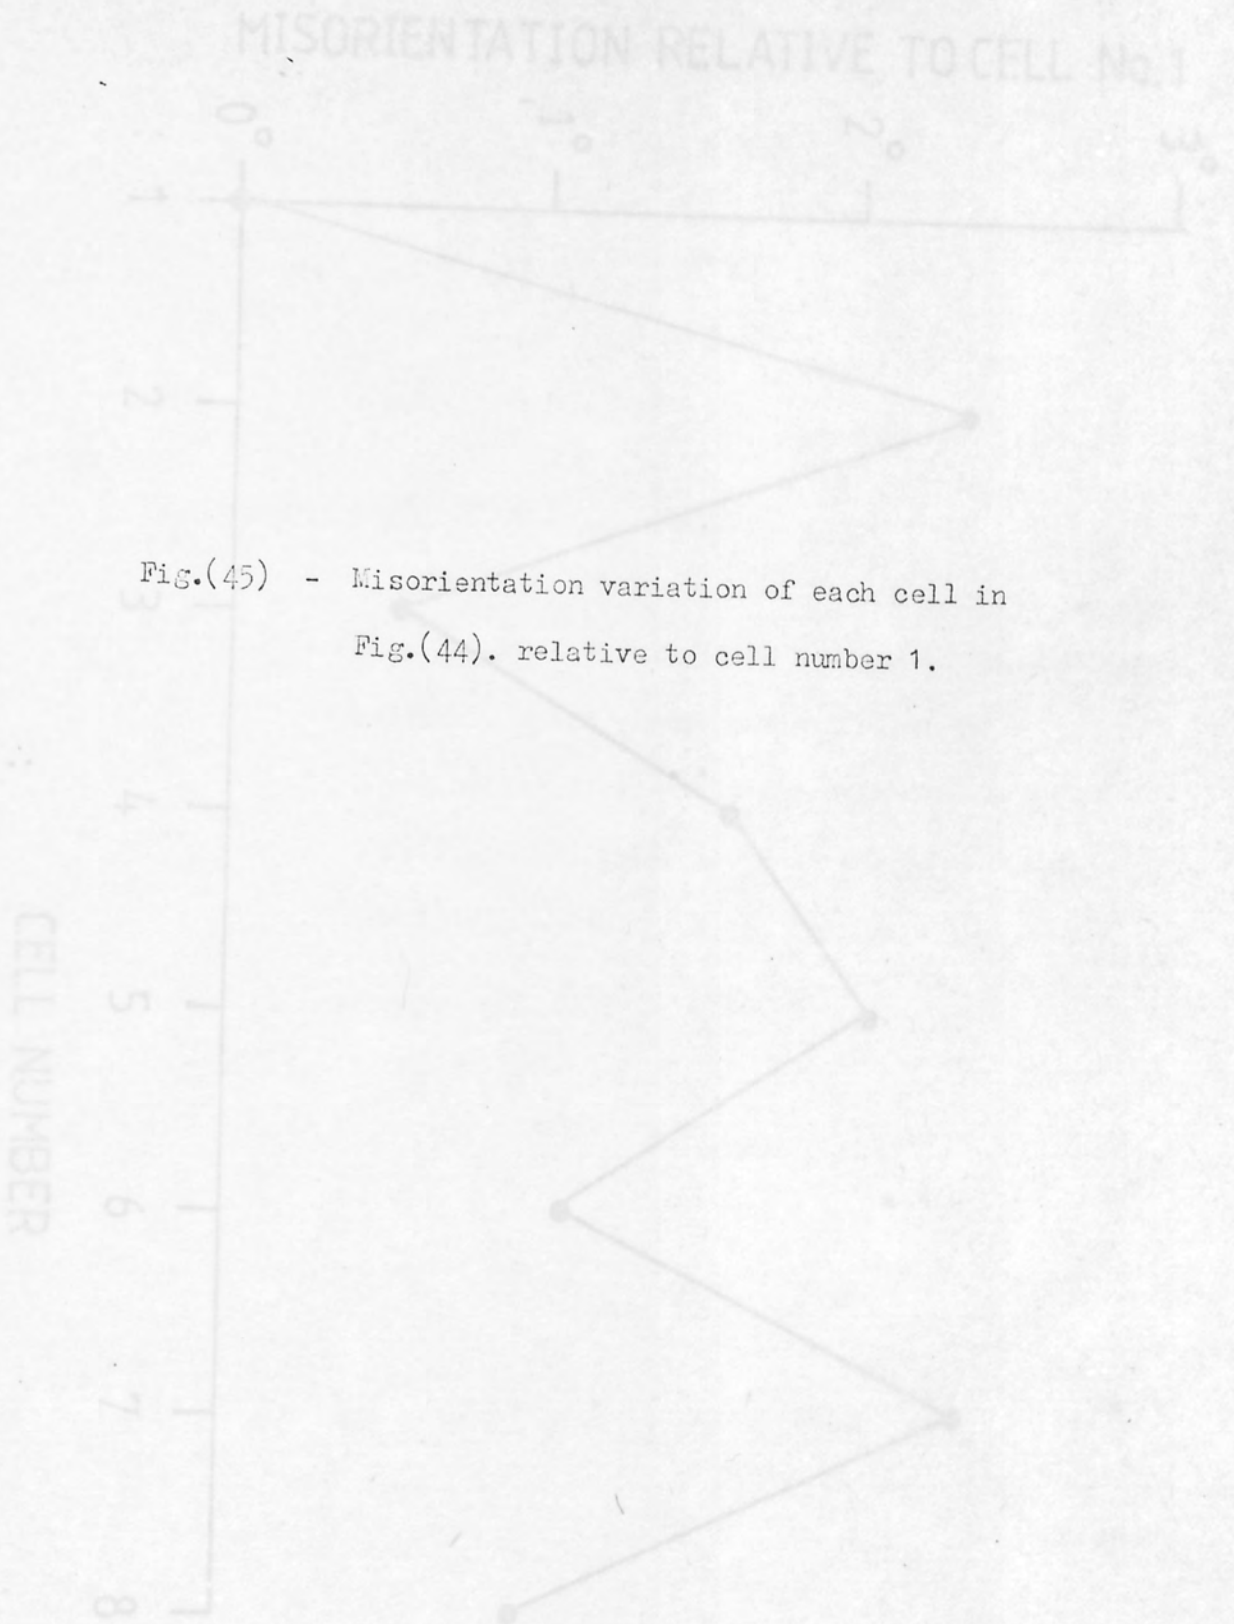 MISORIENTATION RELATIVE TO CELL No.1
0° 1° 2° 3°
1
2
Fig.(45) - Misorientation variation of each cell in
3
Fig.(44). relative to cell number 1.
4
5
CELL NUMBER
6
7
8